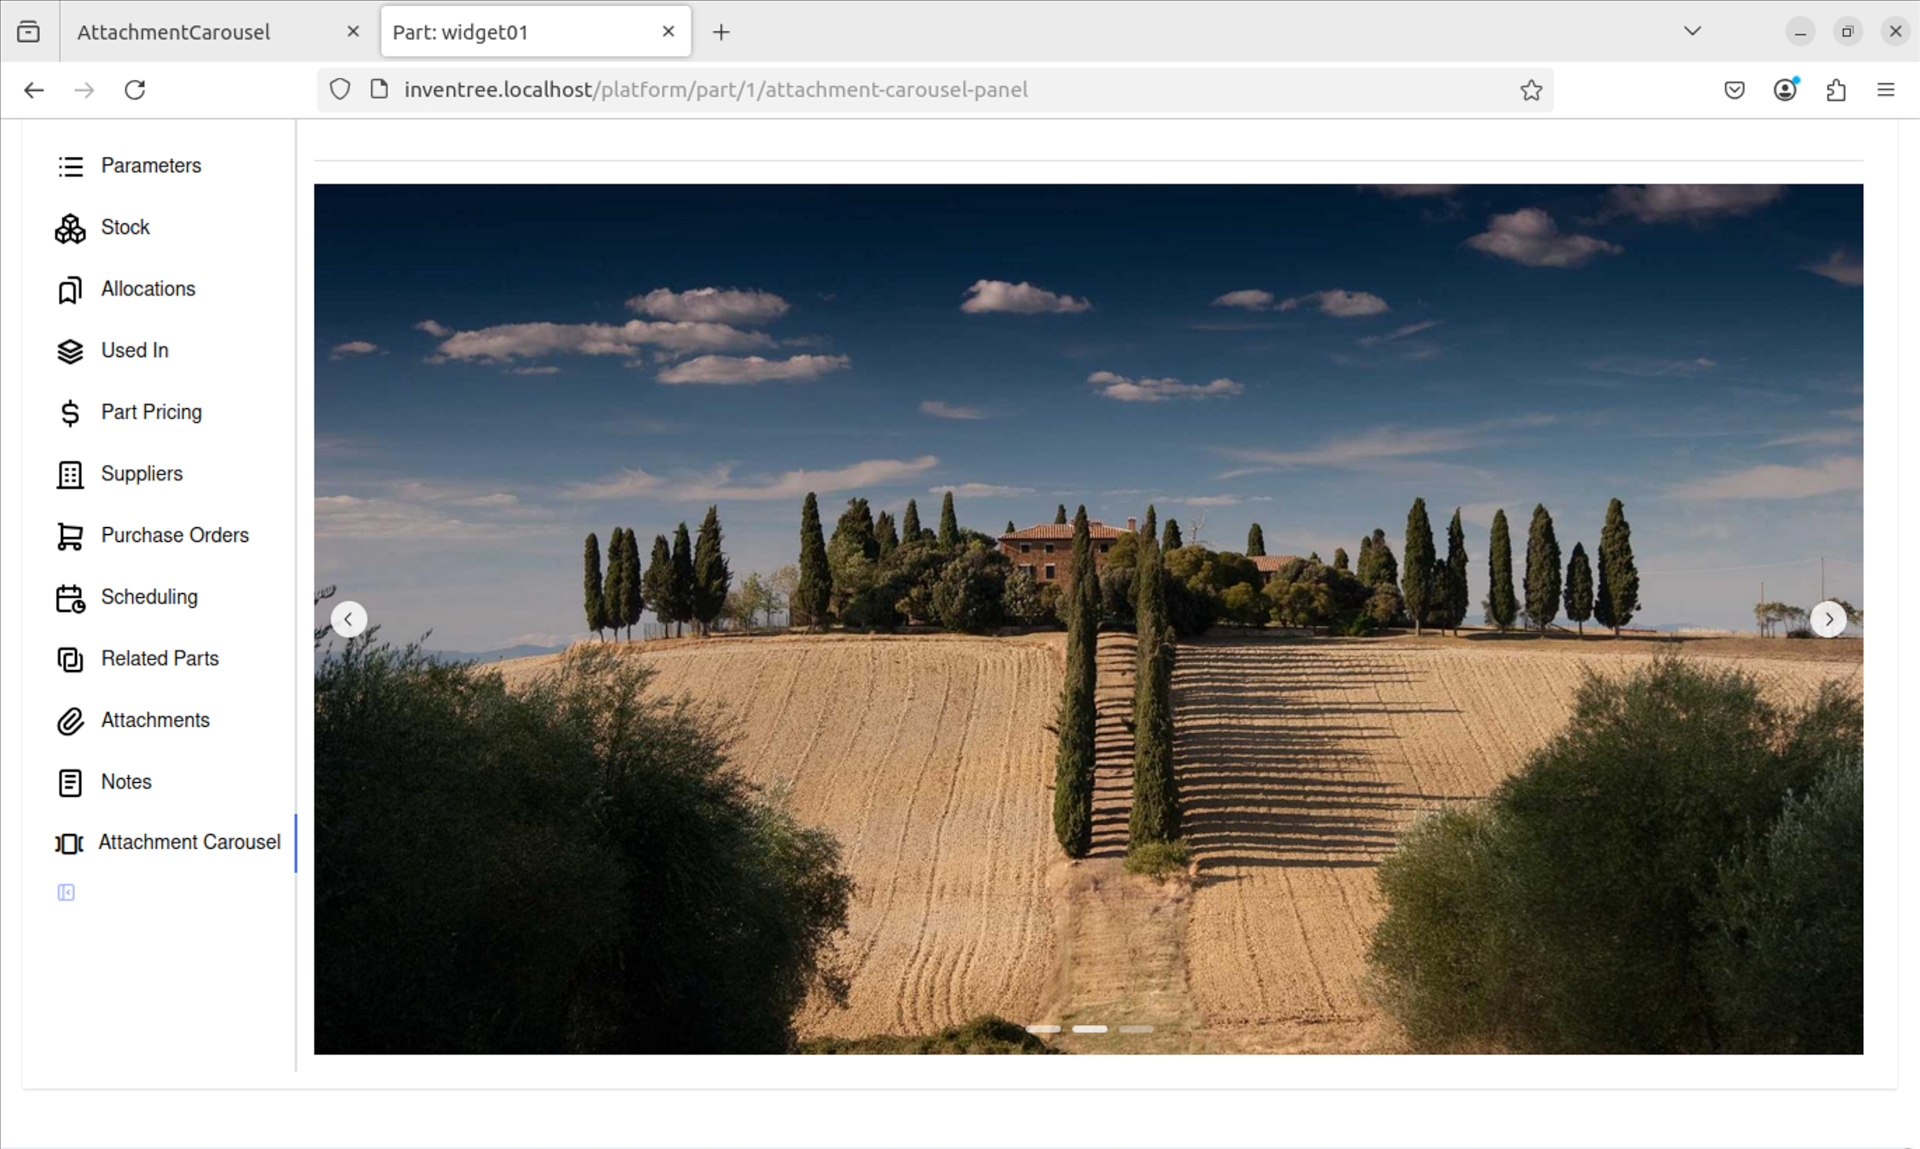 AttachmentCarousel
Part: widget01
inventree.localhost/platform/part/1/attachment-carousel-panel
Parameters
Stock
Allocations
Used In
Part Pricing
Suppliers
Purchase Orders
Scheduling
Related Parts
Attachments
Notes
Attachment Carousel